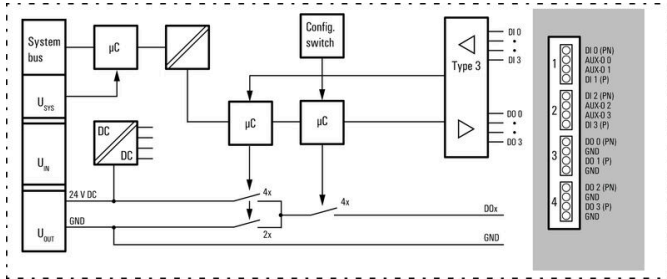 System
bus
U SYS
U IN
U OUT
µC
DC
DC
24 V DC
GND
µC
µC
Config.
switch
4x
2x
4x
Type 3
DI 0
DI 3
DO 0
DO 3
DOx
GND
1
DI 0 (PN)
AUX-O 0
AUX-O 1
DI 1 (P)
2
DI 2 (PN)
AUX-O 2
AUX-O 3
DI 3 (P)
3
DO 0 (PN)
GND
DO 1 (P)
GND
4
DO 2 (PN)
GND
DO 3 (P)
GND